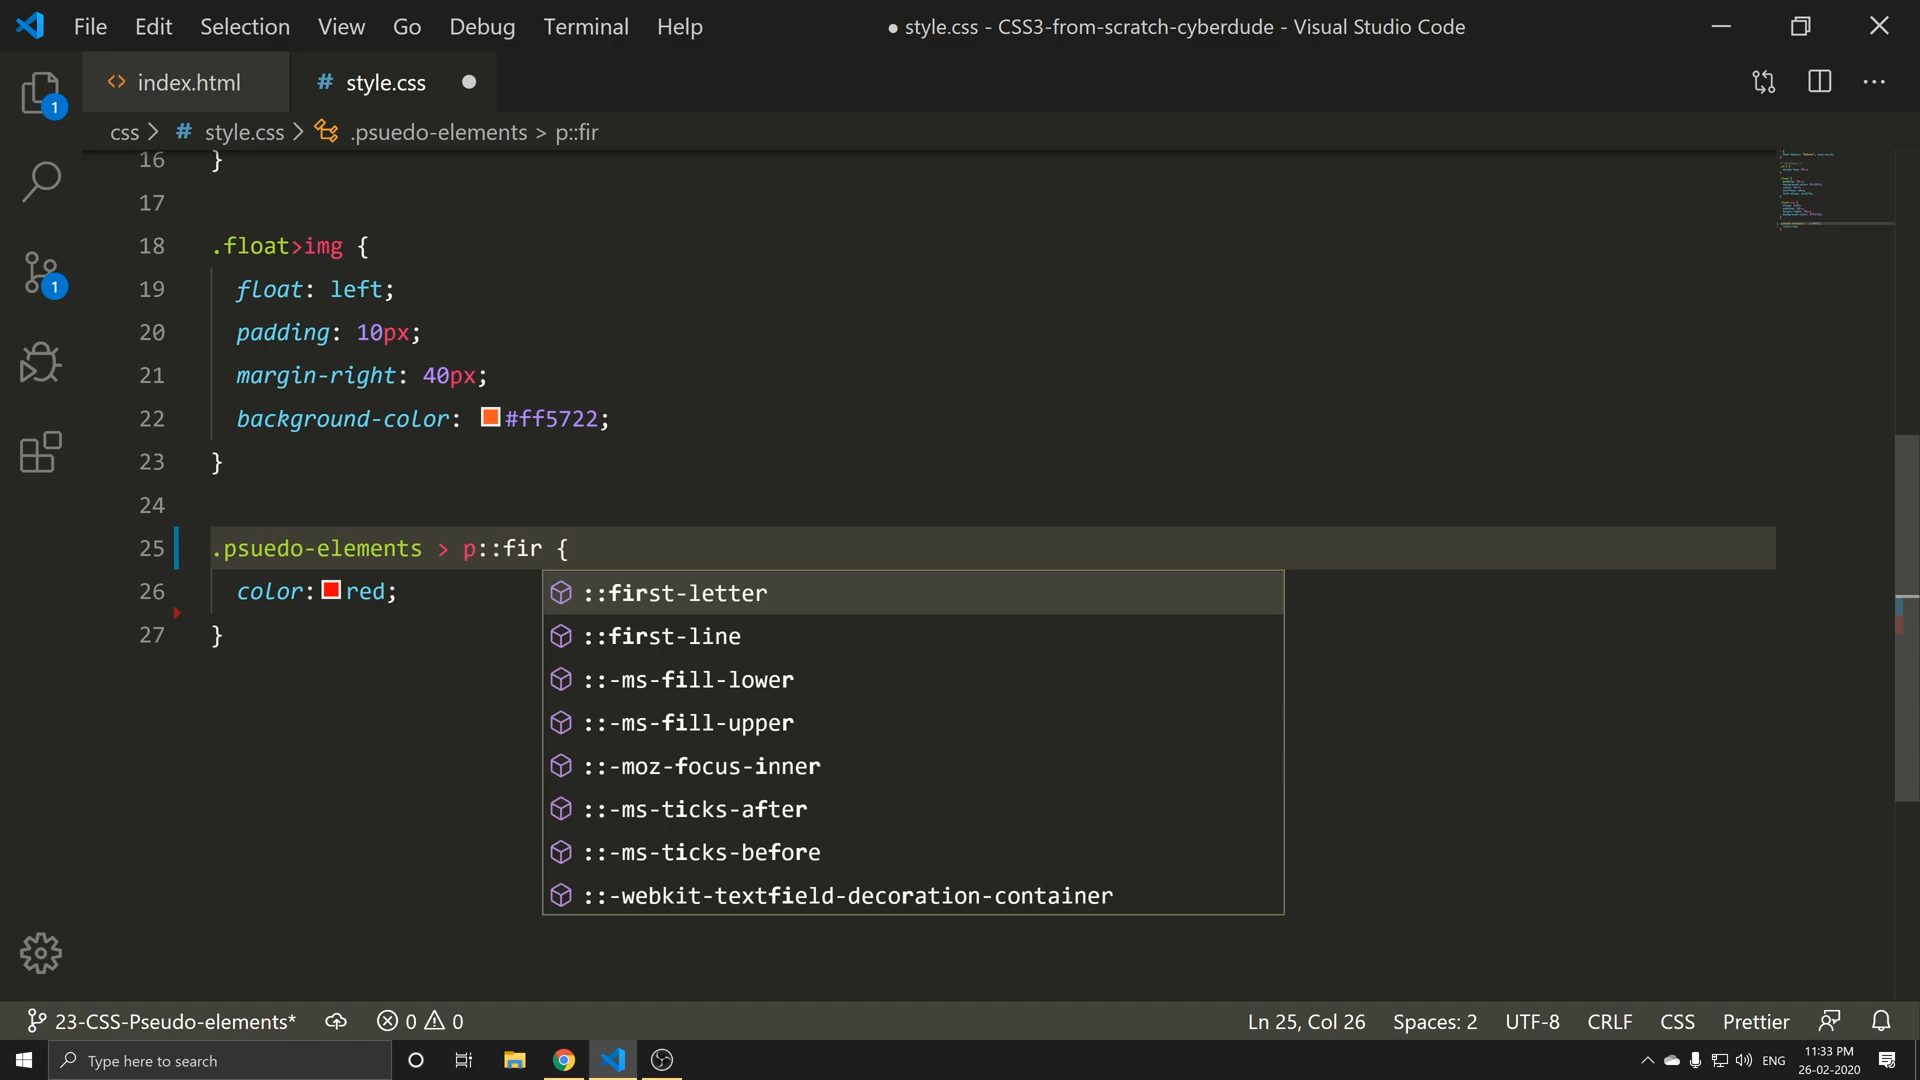 File Edit Selection View Go Debug Terminal Help
● style.css - CSS3-from-scratch-cyberdude - Visual Studio Code
<> index.html
# style.css
css > # style.css > .psuedo-elements > p::fir
1
1
16 }
17
18 .float>img {
19 float: left;
20 padding: 10px;
21 margin-right: 40px;
22 background-color: #ff5722;
23 }
24
25 .psuedo-elements > p::fir {
26 color: red;
27 }
::first-letter
::first-line
::-ms-fill-lower
::-ms-fill-upper
::-moz-focus-inner
::-ms-ticks-after
::-ms-ticks-before
::-webkit-textfield-decoration-container
23-CSS-Pseudo-elements* 0 0 Ln 25, Col 26 Spaces: 2 UTF-8 CRLF CSS Prettier
Type here to search
ENG
11:33 PM
26-02-2020